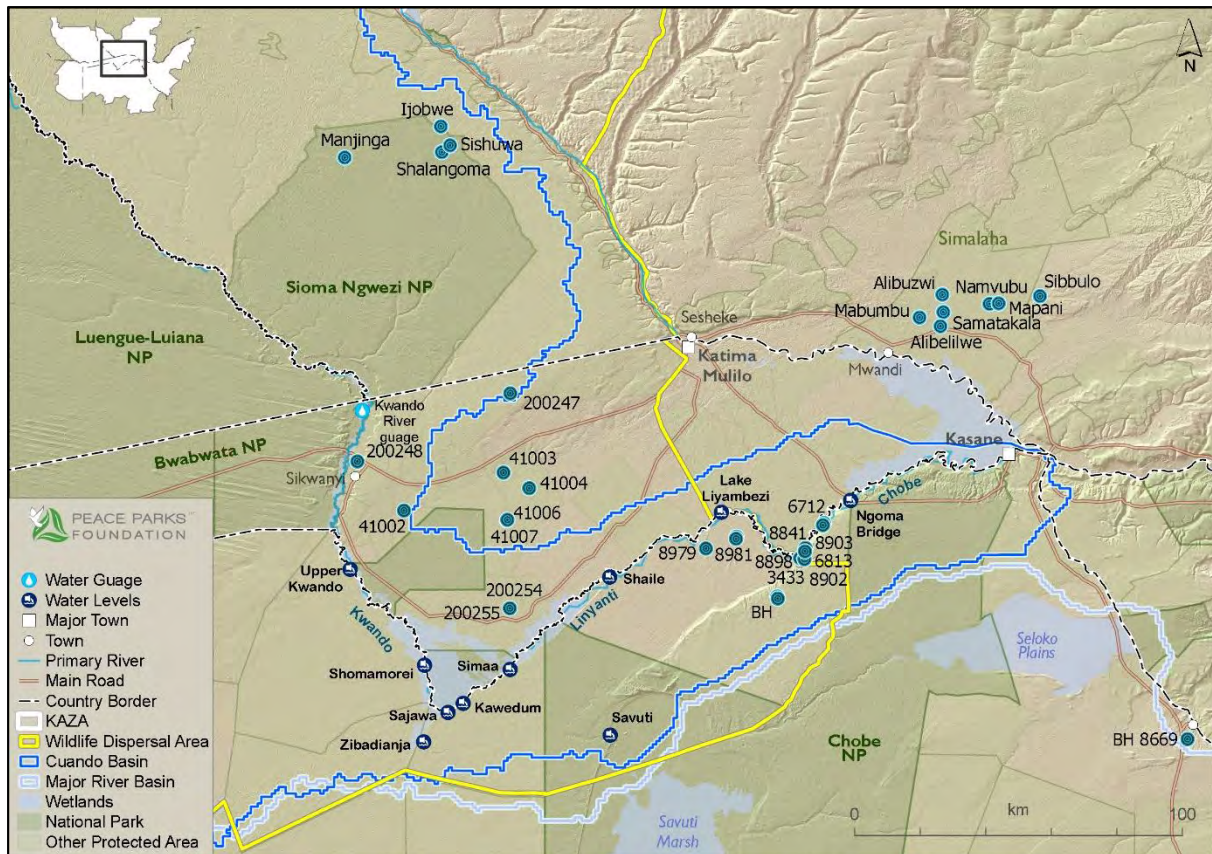 N
Ijobwe
Sishuwa
Manjinga
Shalangoma
Simalaha
Sioma Ngwezi NP
Alibuzwi
Namvubu
Sibbulo
Mabumbu
Mapani
Samatakala
Alibelilwe
Luengue-Luiana
NP
Sesheke
Katima
Mulilo
Mwandi
Kwando
River
guage
200247
Kasane
Bwabwata NP
200248
Sikwanyi
41003
41004
Lake
Liyambezi
Chobe
41002
41006
41007
6712
Ngoma
Bridge
8841
8903
8979
8981
8898
6813
3433
8902
Upper
Kwando
Shaile
200254
200255
BH
Linyanti
Kwando
Seloko
Plains
Shomamorei
Simaa
Sajawa
Kawedum
Savuti
Zibadianja
Chobe
NP
BH 8669
Savuti
Marsh
0
km
100
PEACE PARKS™
FOUNDATION
Water Guage
Water Levels
Major Town
Town
Primary River
Main Road
Country Border
KAZA
Wildlife Dispersal Area
Cuando Basin
Major River Basin
Wetlands
National Park
Other Protected Area